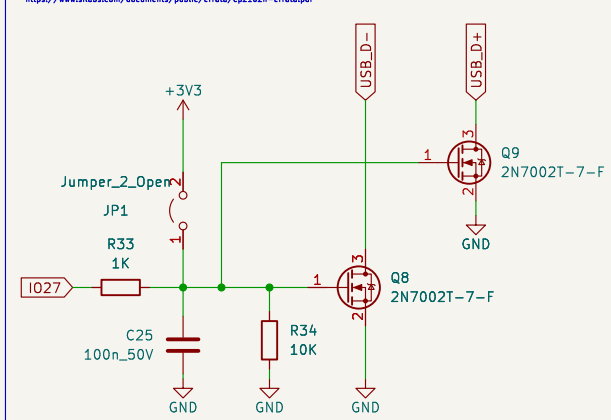 USB_D-
USB_D+
+3V3
3
Q9
1
2N7002T-7-F
2
Jumper_2_Open
2
JP1
GND
1
R33
1K
3
Q8
IO27
1
2N7002T-7-F
2
C25
R34
100n_50V
10K
GND
GND
GND